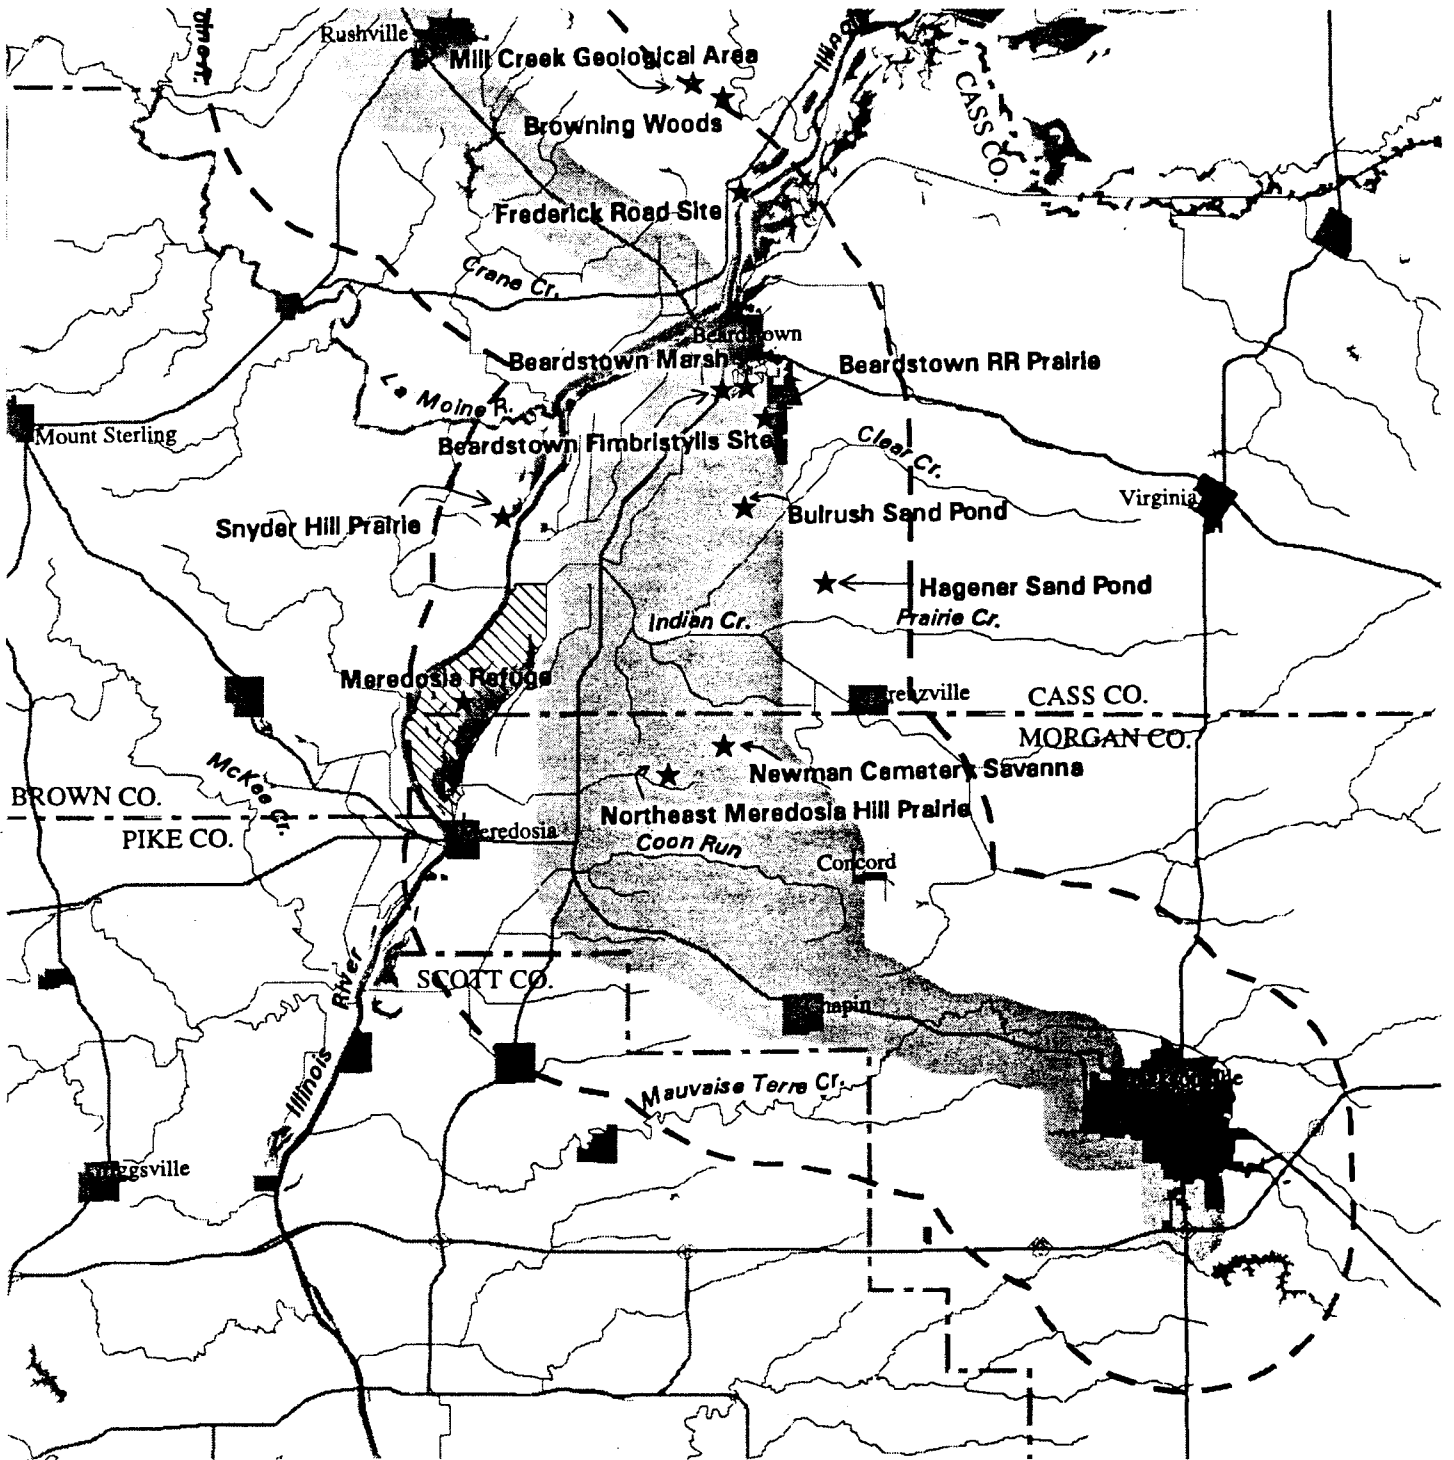 Rushville
Mill Creek Geological Area
Browning Woods
CASS CO.
Frederick Road Site
Crane Cr.
Beardstown
Beardstown Marsh
Beardstown RR Prairie
La Moine R.
Mount Sterling
Beardstown Fimbristylis Site
Clear Cr.
Virginia
Snyder Hill Prairie
Bulrush Sand Pond
Hagener Sand Pond
Indian Cr.
Prairie Cr.
Meredosia Refuge
CASS CO.
MORGAN CO.
McKee Cr.
Newman Cemetery Savanna
BROWN CO.
PIKE CO.
Northeast Meredosia Hill Prairie
Coon Run
Concord
SCOTT CO.
River
Illinois
Mauvaise Terre Cr.